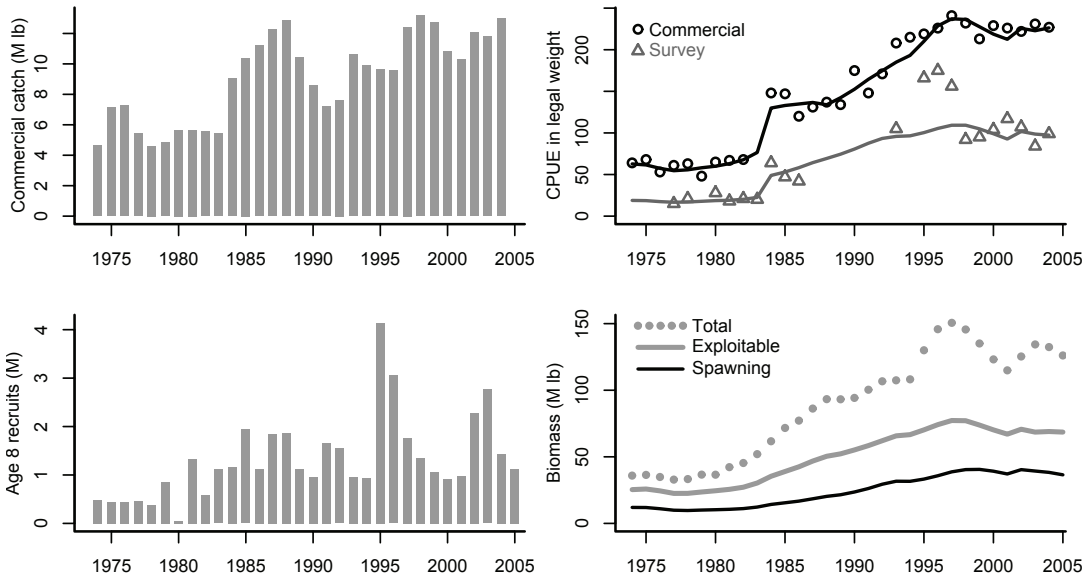 Commercial catch (M lb)
0 2 4 6 8 10
1975 1980 1985 1990 1995 2000 2005
CPUE in legal weight
0 50 100 200
Commercial
Survey
1975 1980 1985 1990 1995 2000 2005
Age 8 recruits (M)
0 1 2 3 4
1975 1980 1985 1990 1995 2000 2005
Biomass (M lb)
0 50 100 150
Total
Exploitable
Spawning
1975 1980 1985 1990 1995 2000 2005